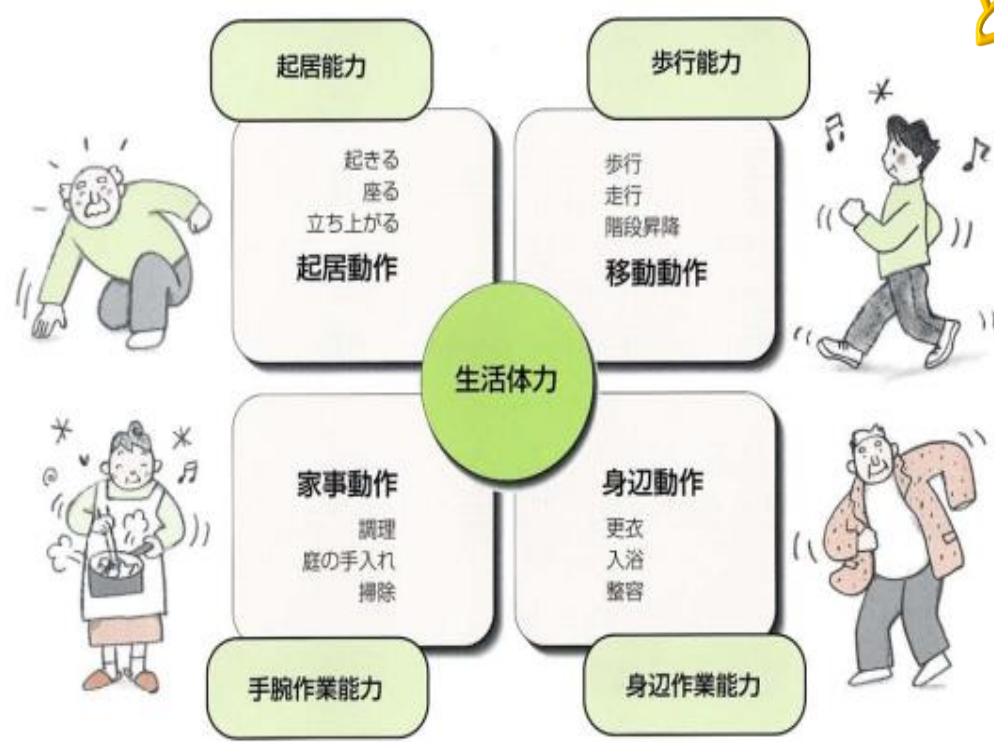 起居能力
起きる
座る
立ち上がる
起居動作
歩行能力
歩行
走行
階段昇降
移動動作
生活体力
家事動作
調理
庭の手入れ
掃除
手腕作業能力
身辺動作
更衣
入浴
整容
身辺作業能力